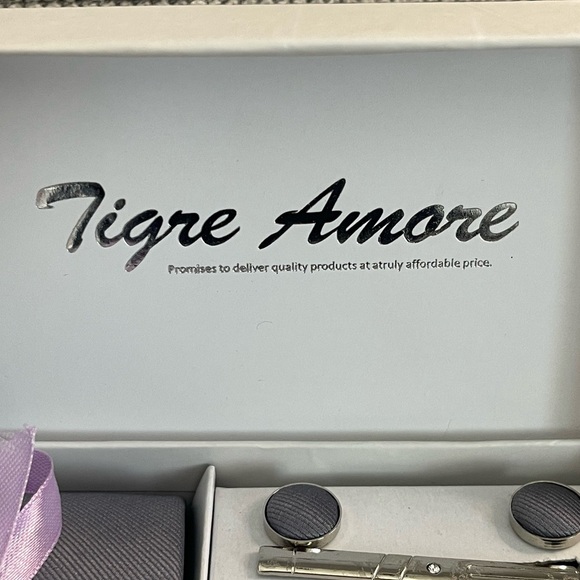 Tigre Amore
Promises to deliver quality products at atruly affordable price.